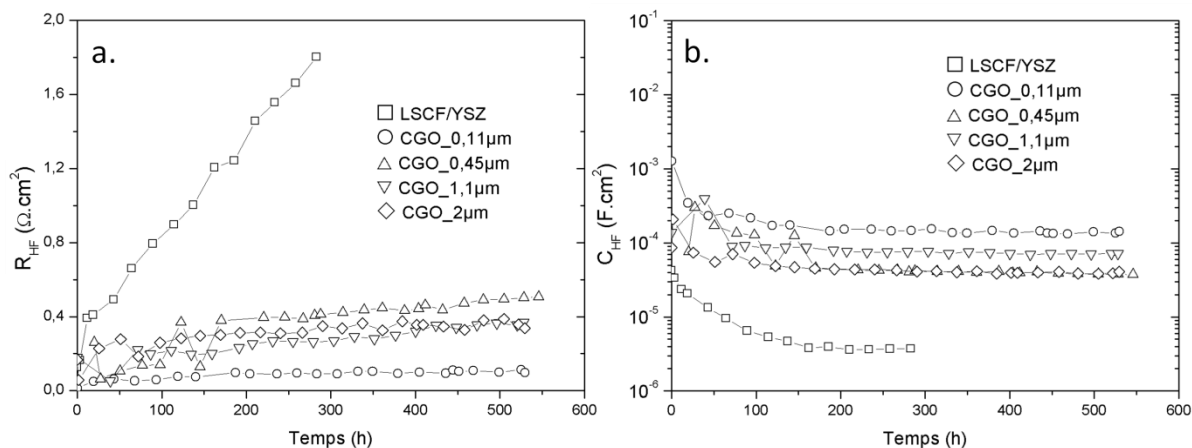 a.
R_HF (Ω.cm²)
2,0
1,6
1,2
0,8
0,4
0,0
LSCF/YSZ
CGO_0,11µm
CGO_0,45µm
CGO_1,1µm
CGO_2µm
0 100 200 300 400 500 600
Temps (h)
b.
C_HF (F.cm⁻²)
10⁻¹
10⁻²
10⁻³
10⁻⁴
10⁻⁵
10⁻⁶
LSCF/YSZ
CGO_0,11µm
CGO_0,45µm
CGO_1,1µm
CGO_2µm
0 100 200 300 400 500 600
Temps (h)